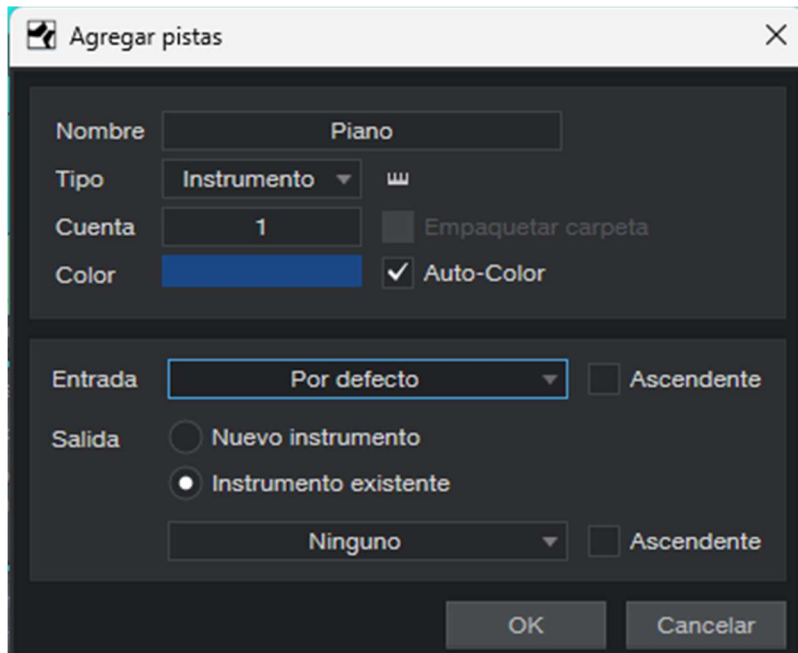 Agregar pistas
Nombre Piano
Tipo Instrumento
Cuenta 1 Empaquetar carpeta
Color Auto-Color
Entrada Por defecto Ascendente
Salida Nuevo instrumento
Instrumento existente
Ninguno Ascendente
OK Cancelar